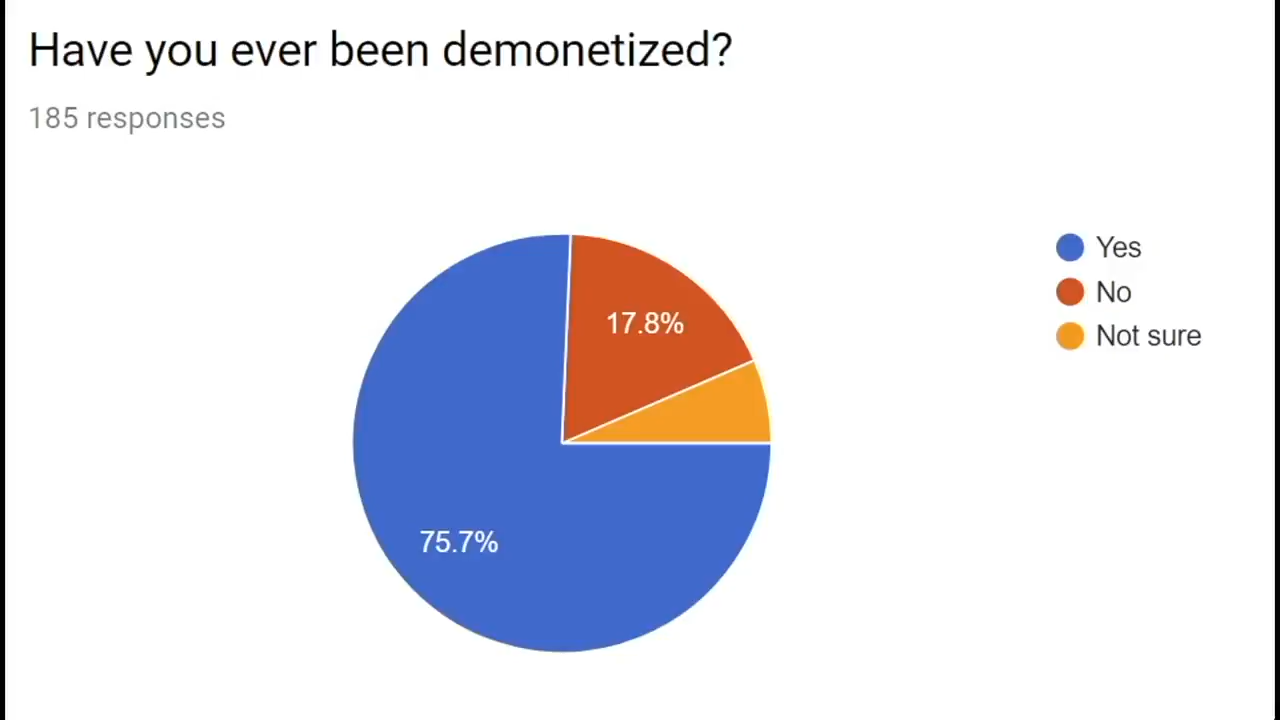 Have you ever been demonetized?
185 responses
Yes
No
Not sure
17.8%
75.7%